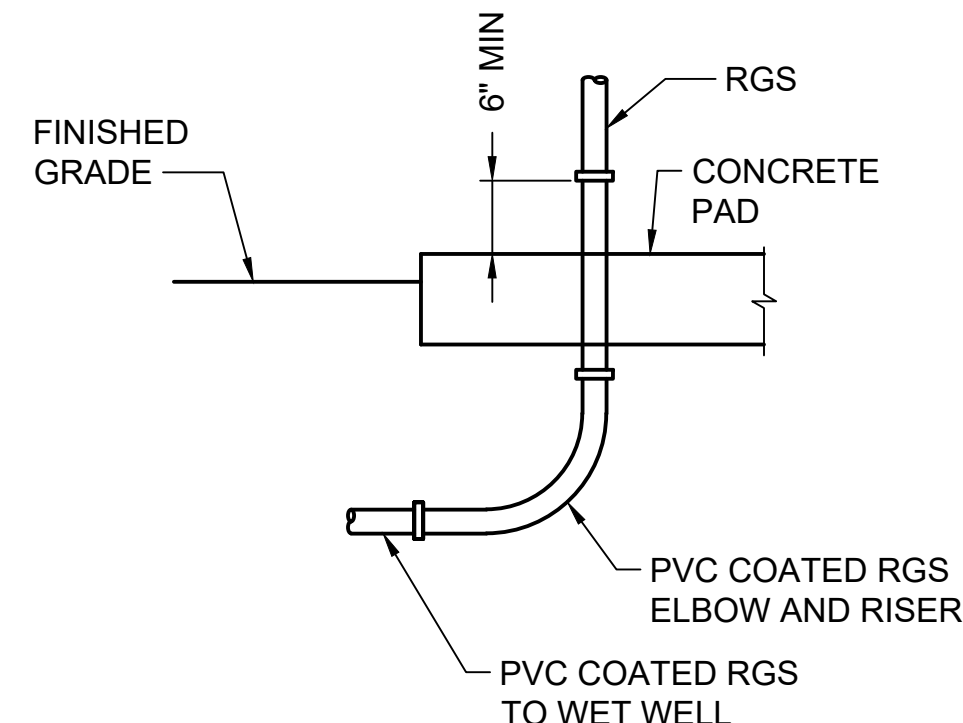 6" MIN
RGS
FINISHED
GRADE
CONCRETE
PAD
PVC COATED RGS
ELBOW AND RISER
PVC COATED RGS
TO WET WELL